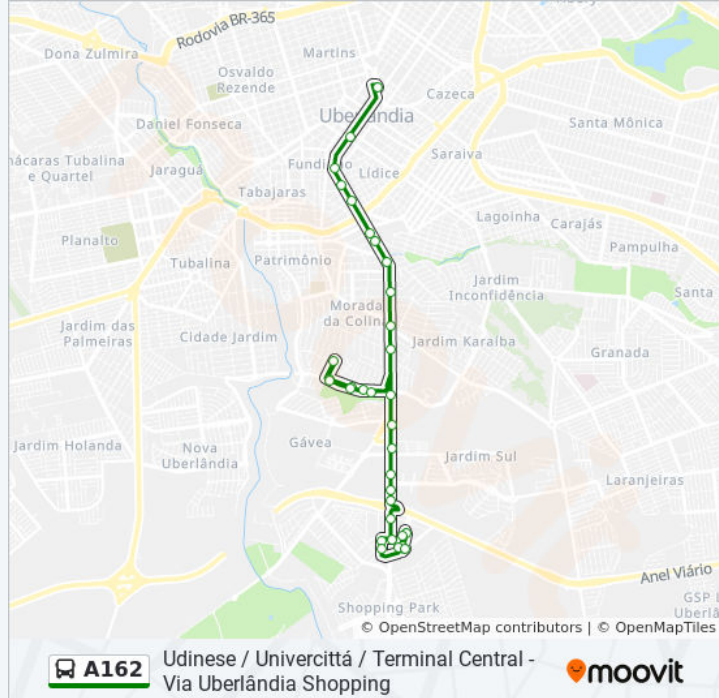 Rodovia BR-365
Dona Zulmira
Martins
Osvaldo
Rezende
Cazeca
Uberlândia
Santa Mônica
Daniel Fonseca
Saraiva
Tubalina
e Quartel
Jaraguá
Lídice
Tabajaras
Lagoinha
Carajás
Planalto
Pampulha
Tubalina
Patrimônio
Jardim
Inconfidência
Santa
Morada
da Colina
Jardim das
Palmeiras
Cidade Jardim
Jardim Karaíba
Granada
Gávea
Jardim Holanda
Nova
Uberlândia
Jardim Sul
Laranjeiras
Anel Viário
GSP
Shopping Park
© OpenStreetMap contributors | © OpenMapTiles
A162
Udinese / Univercittá / Terminal Central -
Via Uberlândia Shopping
moovit